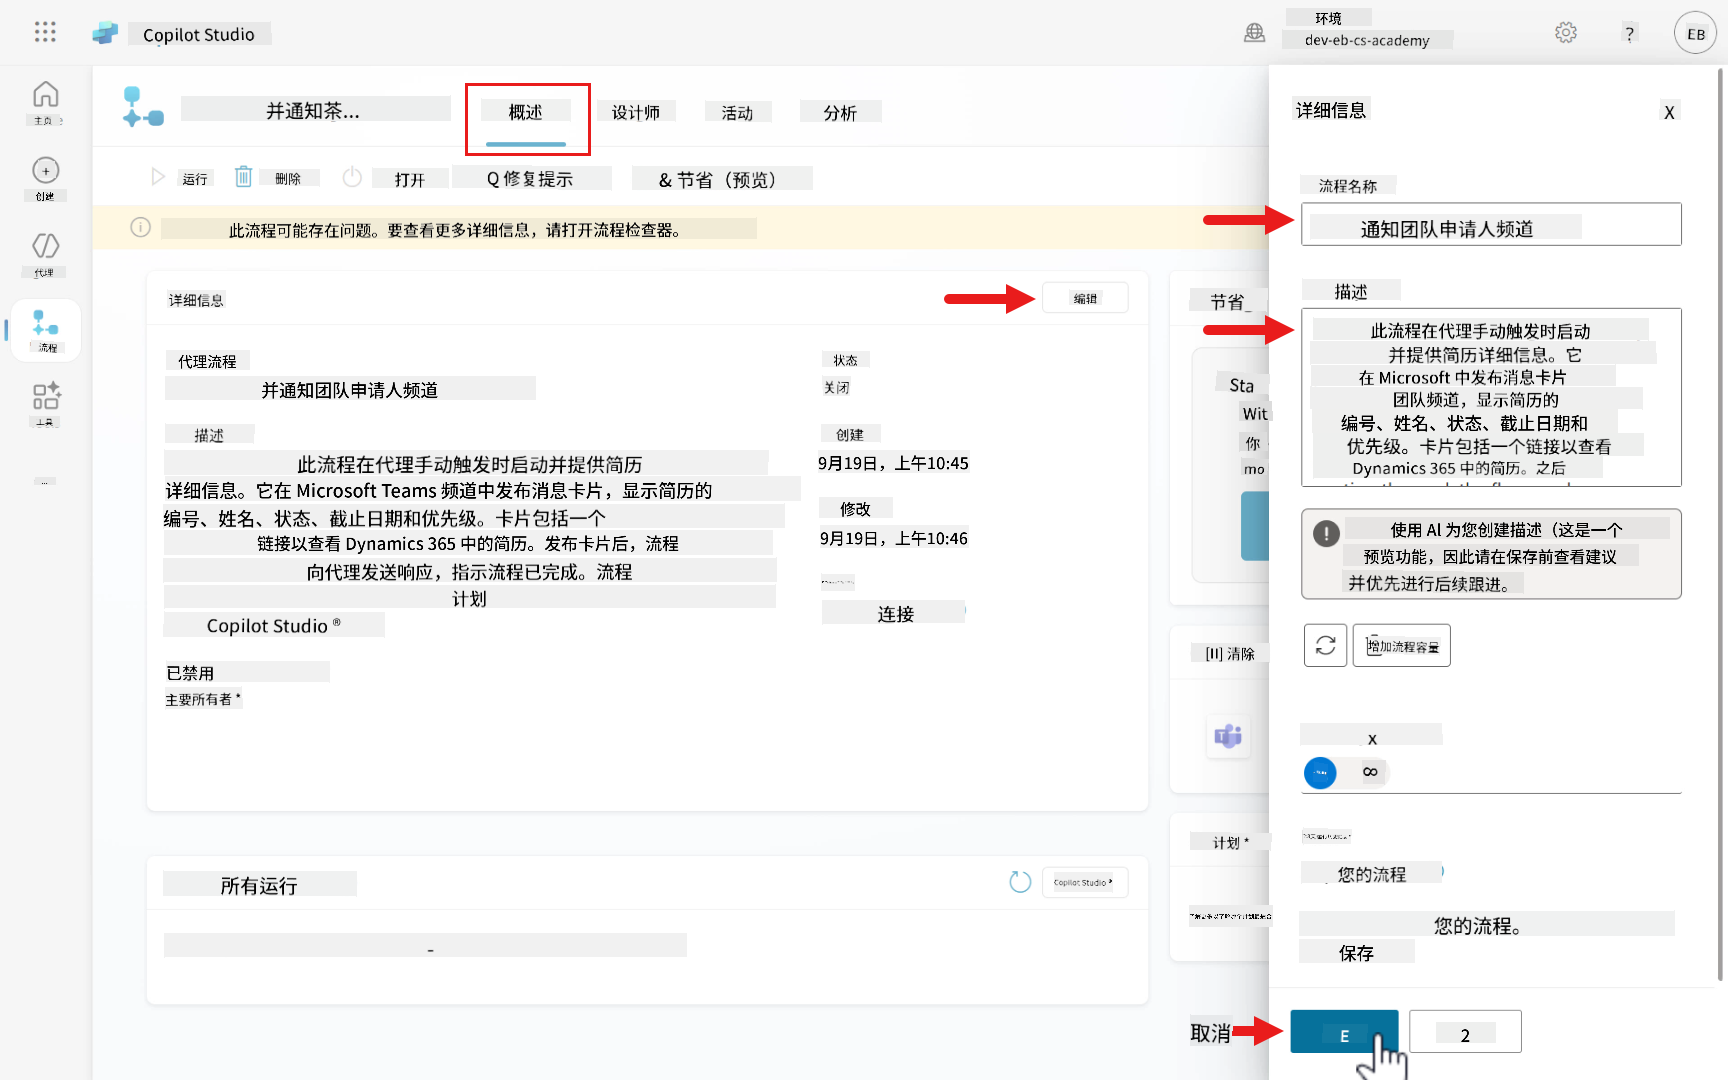 Copilot Studio
环境
dev-eb-cs-academy
?
EB
主页
创建
代理
流程
工具
...
并通知茶...
概述
设计师
活动
分析
运行
删除
打开
Q 修复提示
& 节省（预览）
此流程可能存在问题。要查看更多详细信息，请打开流程检查器。
详细信息
编辑
代理流程
并通知团队申请人频道
描述
此流程在代理手动触发时启动并提供简历
详细信息。它在 Microsoft Teams 频道中发布消息卡片，显示简历的
编号、姓名、状态、截止日期和优先级。卡片包括一个
链接以查看 Dynamics 365 中的简历。发布卡片后，流程
向代理发送响应，指示流程已完成。流程
计划
Copilot Studio ®
已禁用
主要所有者 *
状态
关闭
创建
9月19日，上午10:45
修改
9月19日，上午10:46
连接
所有运行
Copilot Studio
-
节省
Sta
Wit
你
mo
[II] 清除
计划 *
取消
详细信息
X
流程名称
通知团队申请人频道
描述
此流程在代理手动触发时启动
并提供简历详细信息。它
在 Microsoft 中发布消息卡片
团队频道，显示简历的
编号、姓名、状态、截止日期和
优先级。卡片包括一个链接以查看
Dynamics 365 中的简历。之后
使用 AI 为您创建描述（这是一个
预览功能，因此请在保存前查看建议
并优先进行后续跟进。
增加流程容量
x
∞
您的流程
您的流程。
保存
E
2